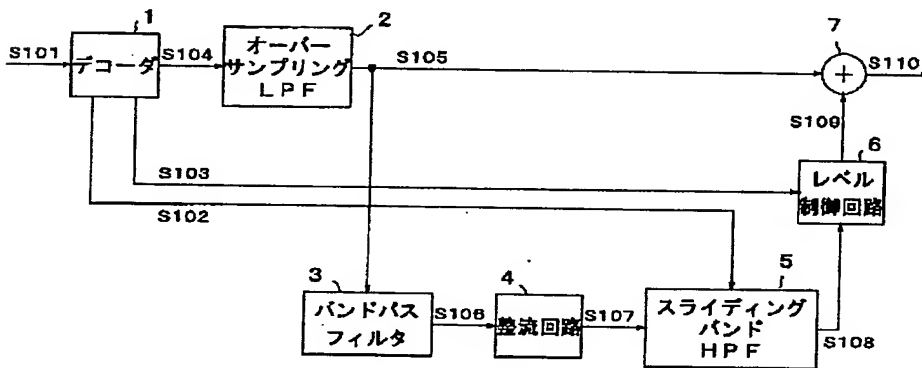 1
2
S101
デコーダ
S104
オーバー
サンプリング
LPF
S105
7
+
S110
S109
6
S103
レベル
制御回路
S102
3
バンドパス
フィルタ
S106
4
整流回路
S107
5
スライディング
バンド
HPF
S108